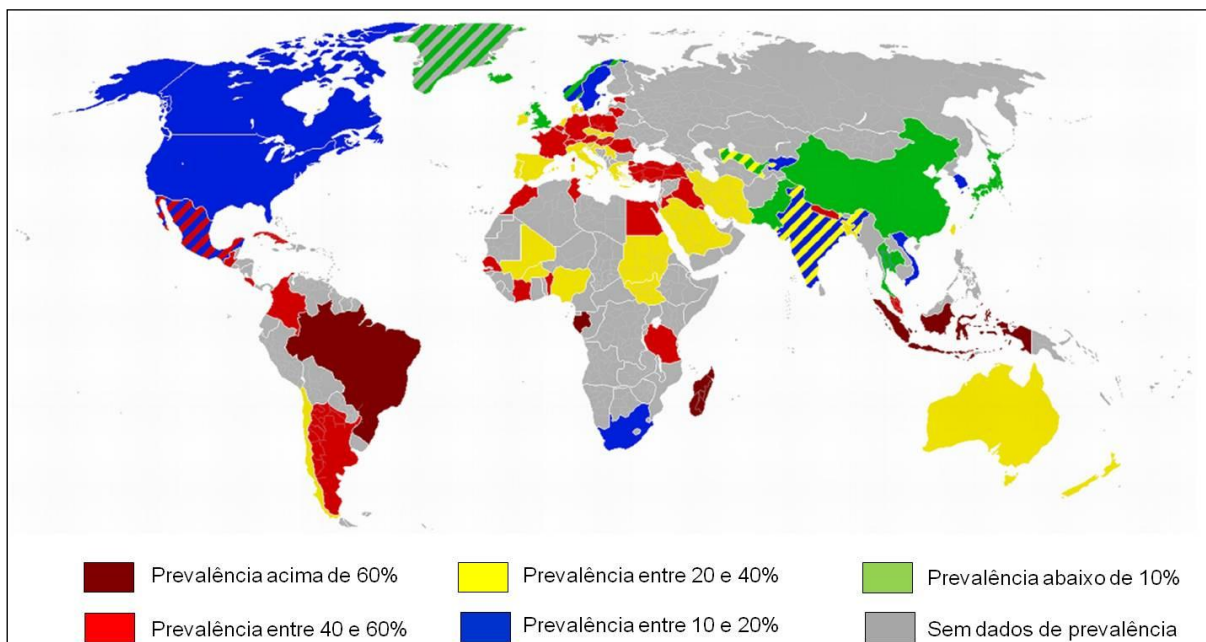 Prevalência acima de 60%
Prevalência entre 20 e 40%
Prevalência abaixo de 10%
Prevalência entre 40 e 60%
Prevalência entre 10 e 20%
Sem dados de prevalência